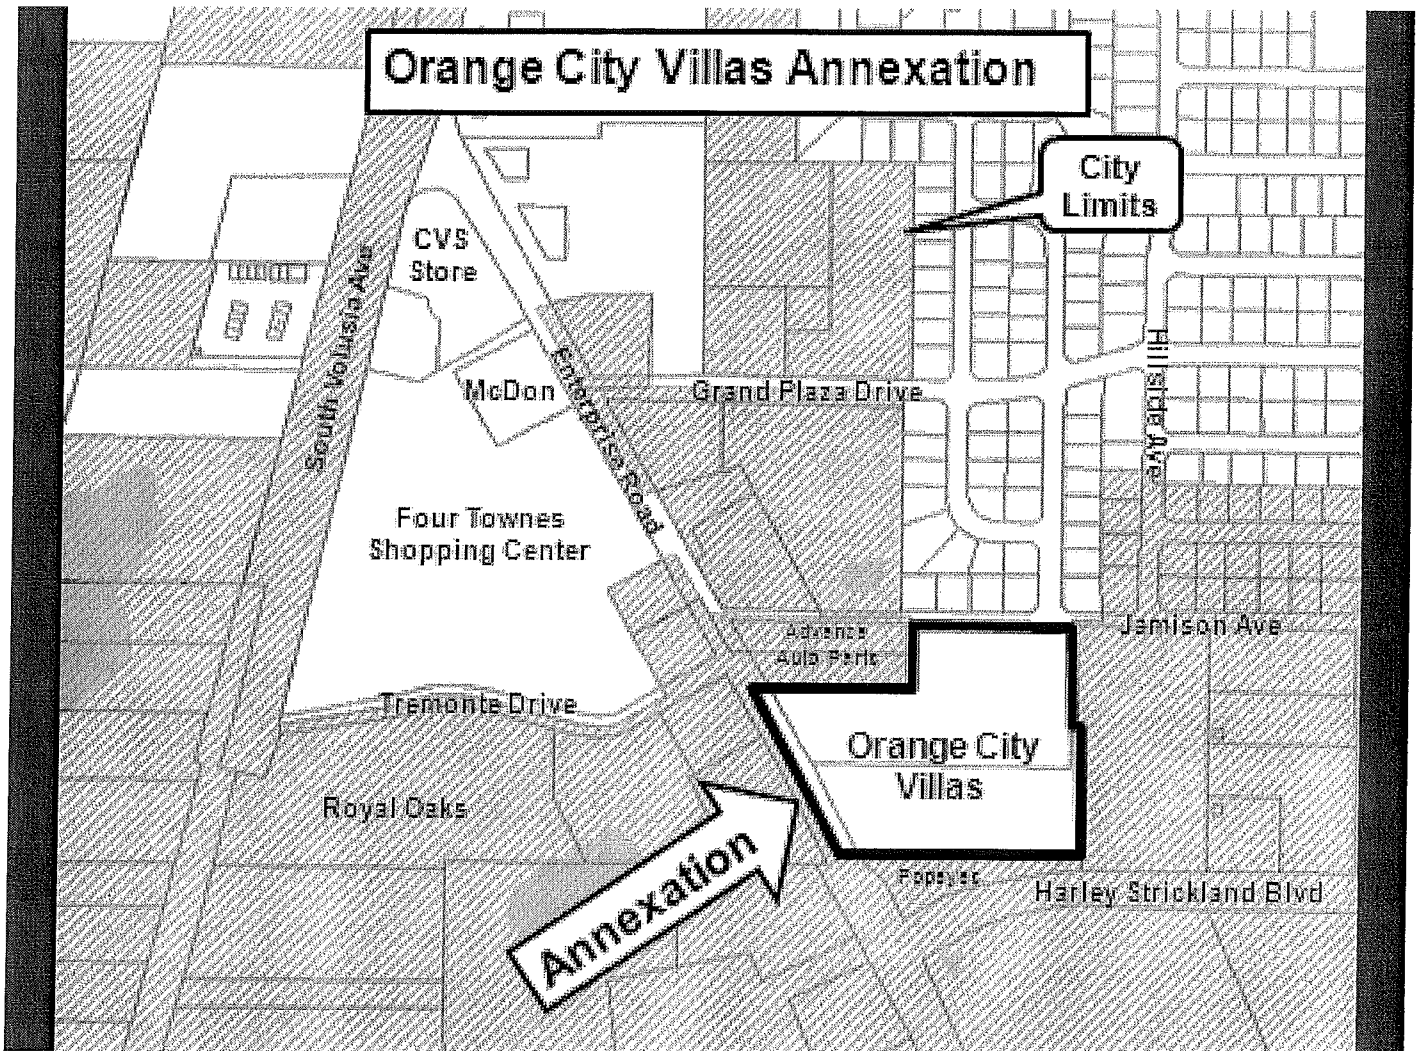 Orange City Villas Annexation
City
Limits
CVS
Store
South Volusia Ave
McDon
Enterprise Road
Grand Plaza Drive
Hillside Ave
Four Townes
Shopping Center
Jamison Ave
Advance
Auto Parts
Tremonte Drive
Orange City
Villas
Royal Oaks
Annexation
Popeyes
Harley Strickland Blvd